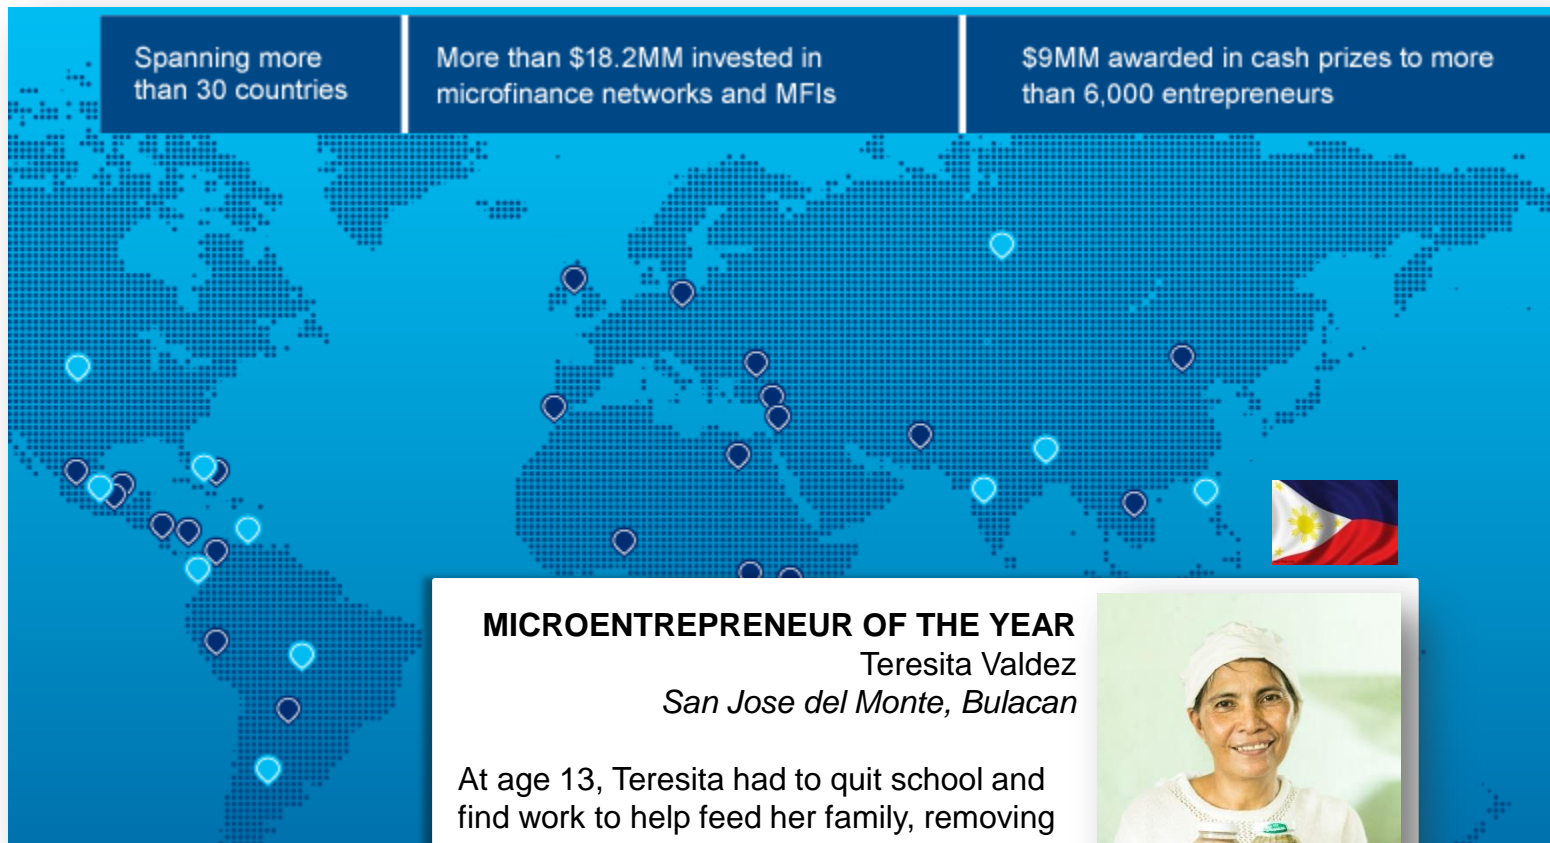 Spanning more
than 30 countries
More than $18.2MM invested in
microfinance networks and MFIs
$9MM awarded in cash prizes to more
than 6,000 entrepreneurs
MICROENTREPRENEUR OF THE YEAR
Teresita Valdez
San Jose del Monte, Bulacan
At age 13, Teresita had to quit school and
find work to help feed her family, removing